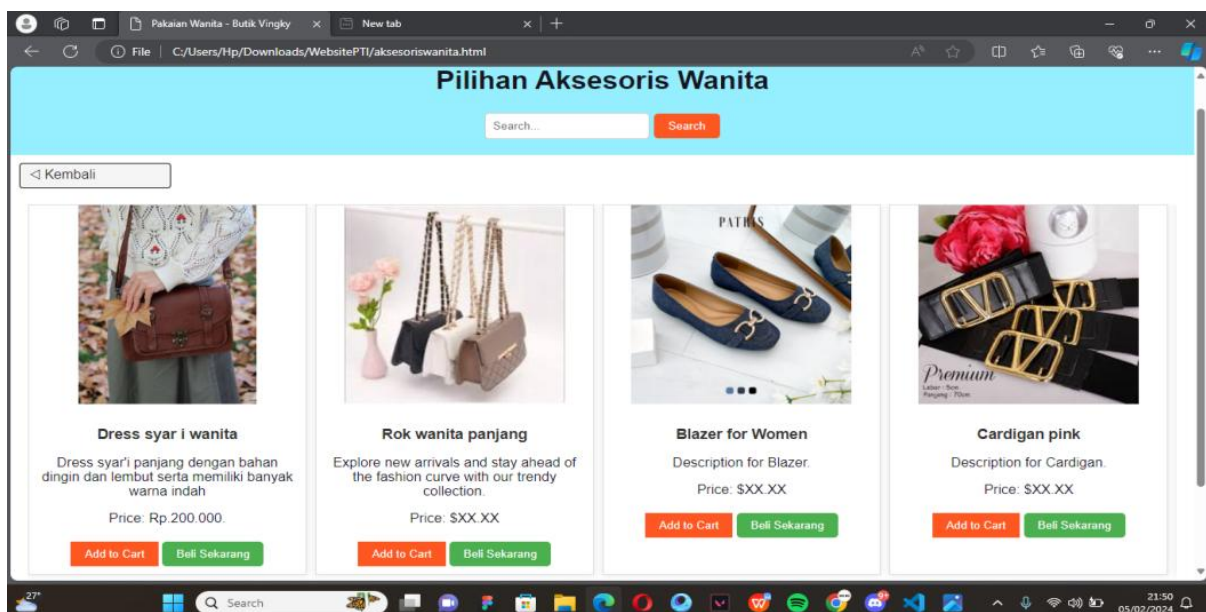 Pakaian Wanita - Butik Vingky
New tab
File
C:/Users/Hp/Downloads/WebsitePTI/aksesoriswanita.html
Pilihan Aksesoris Wanita
Search...
Search
Kembali
PATRIS
Premium
Lebar : 5cm
Panjang : 70cm
Dress syar i wanita
Rok wanita panjang
Blazer for Women
Cardigan pink
Dress syar'i panjang dengan bahan
dingin dan lembut serta memiliki banyak
warna indah
Explore new arrivals and stay ahead of
the fashion curve with our trendy
collection.
Description for Blazer.
Description for Cardigan.
Price: Rp.200.000.
Price: $XX.XX
Price: $XX.XX
Price: $XX.XX
Add to Cart
Beli Sekarang
Add to Cart
Beli Sekarang
Add to Cart
Beli Sekarang
Add to Cart
Beli Sekarang
27°
Search
21:50
05/02/2024